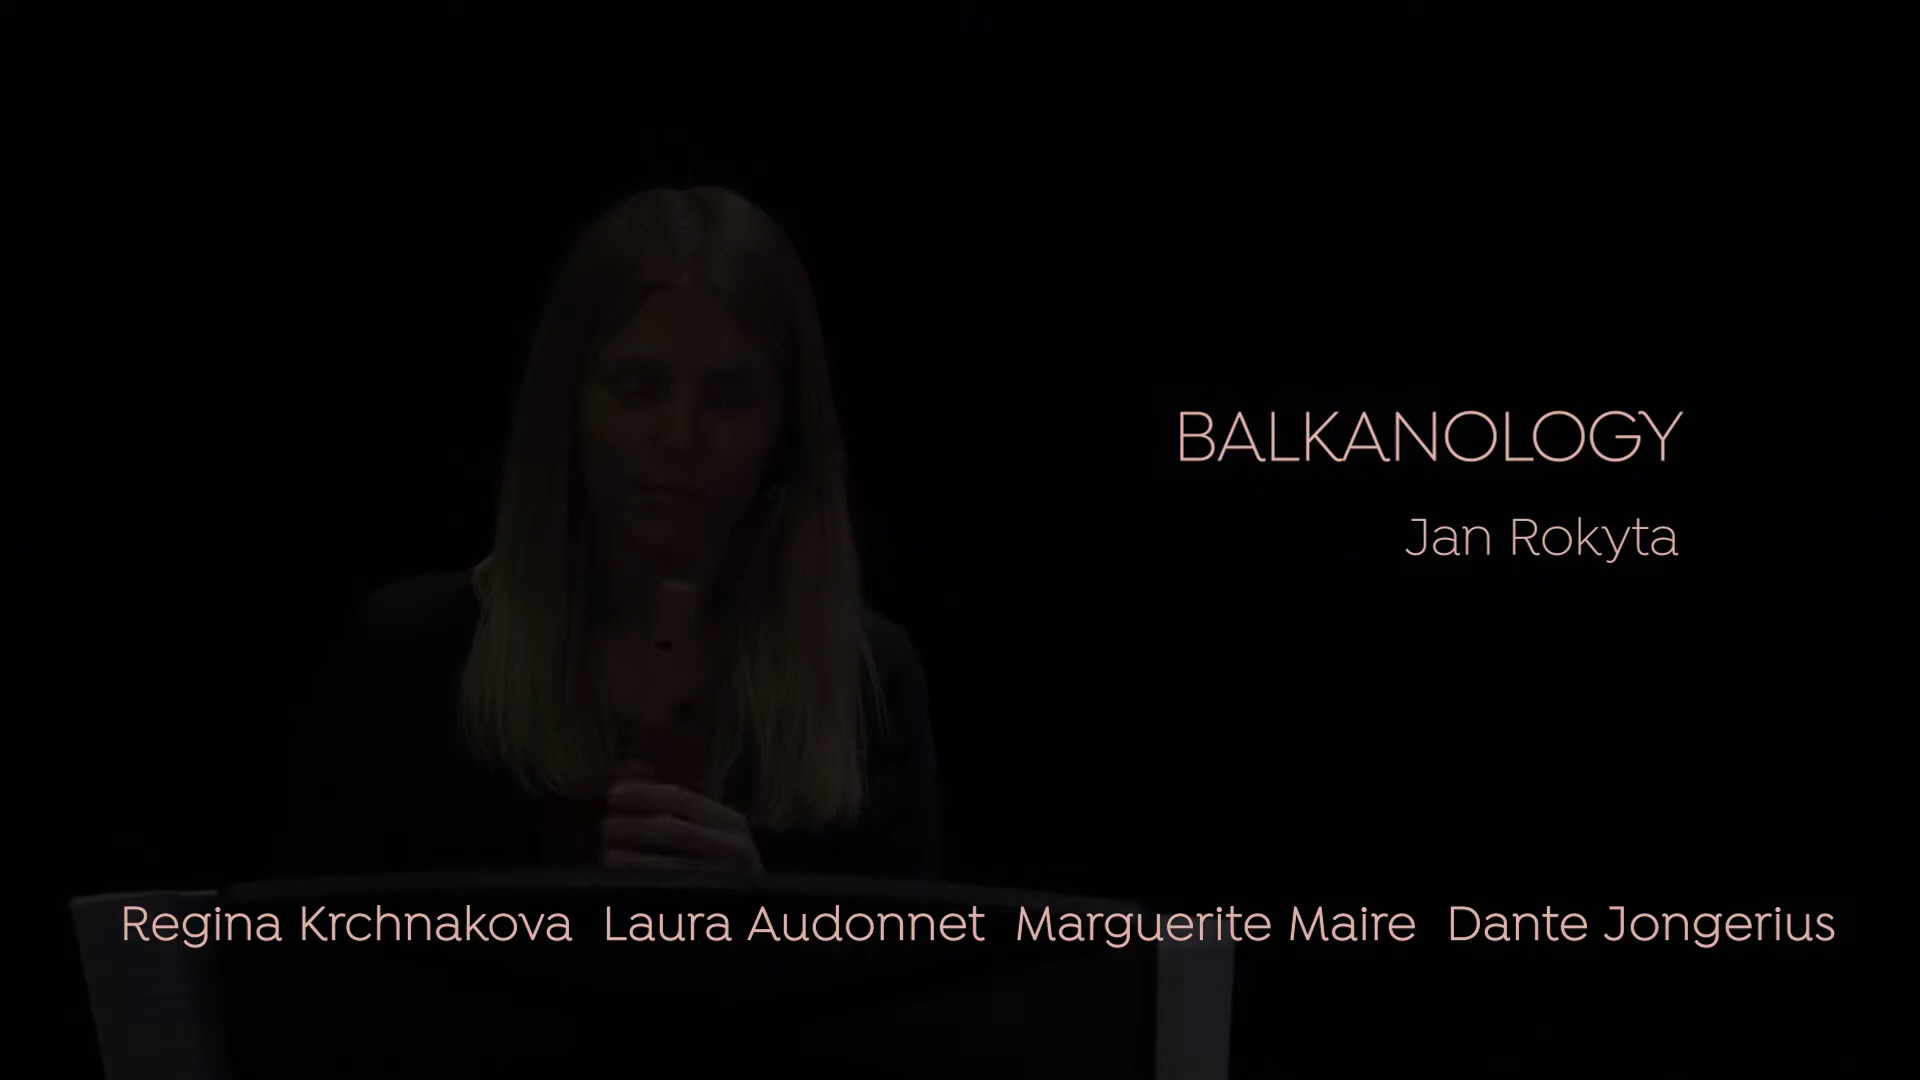 BALKANOLOGY
Jan Rokyta
Regina Krchnakova Laura Audonnet Marguerite Maire Dante Jongerius